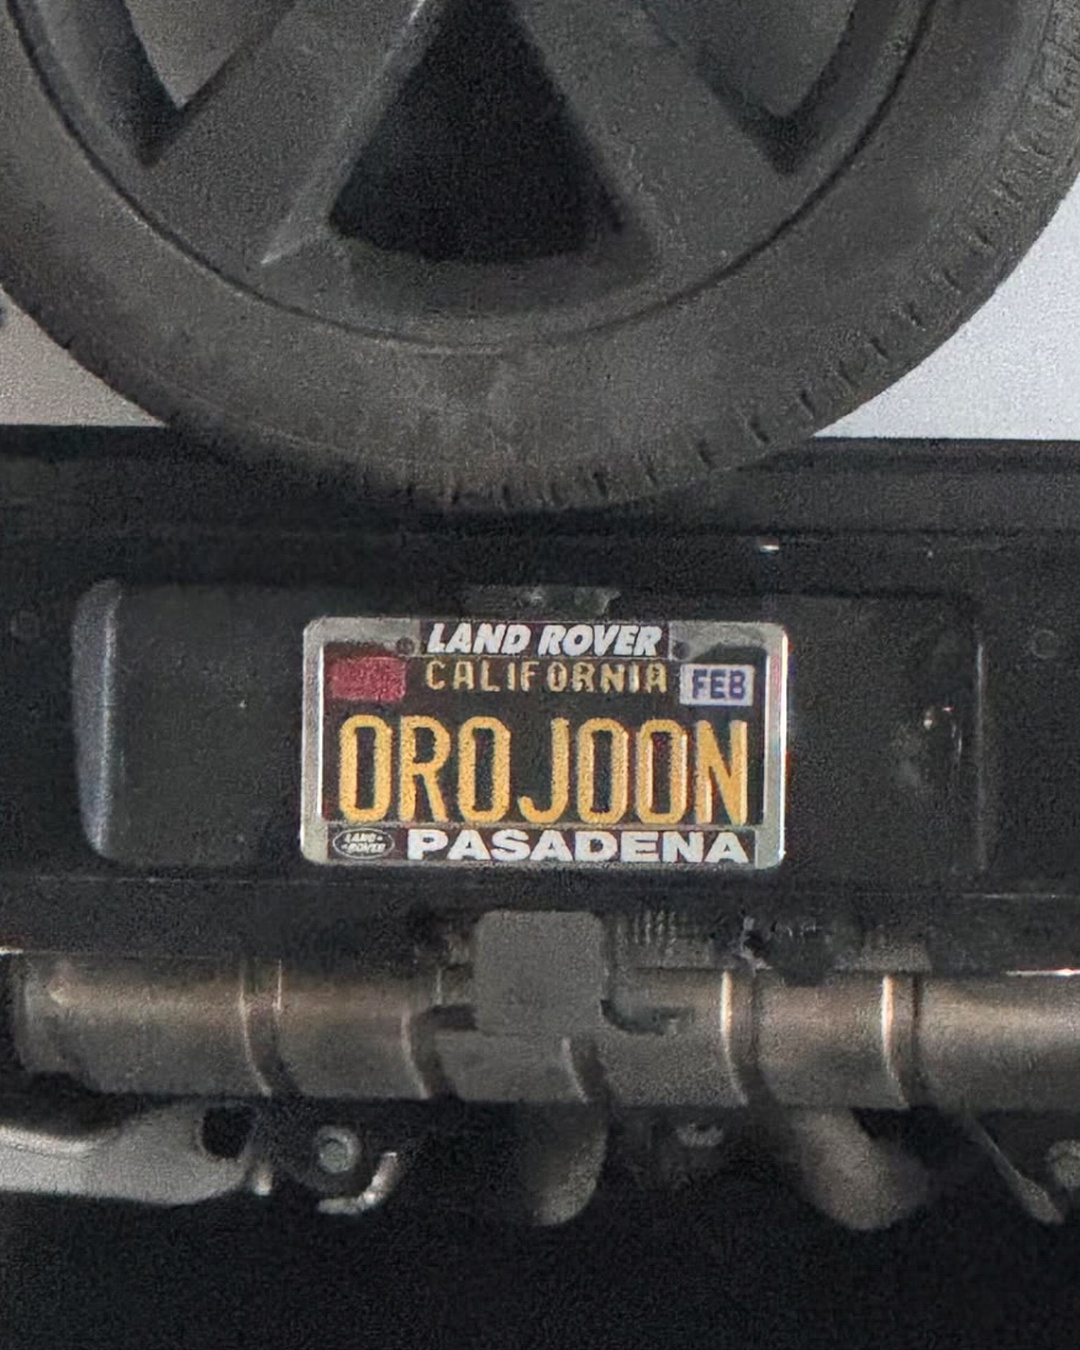 LAND ROVER
CALIFORNIA
FEB
OROJOON
LAND ROVER
PASADENA